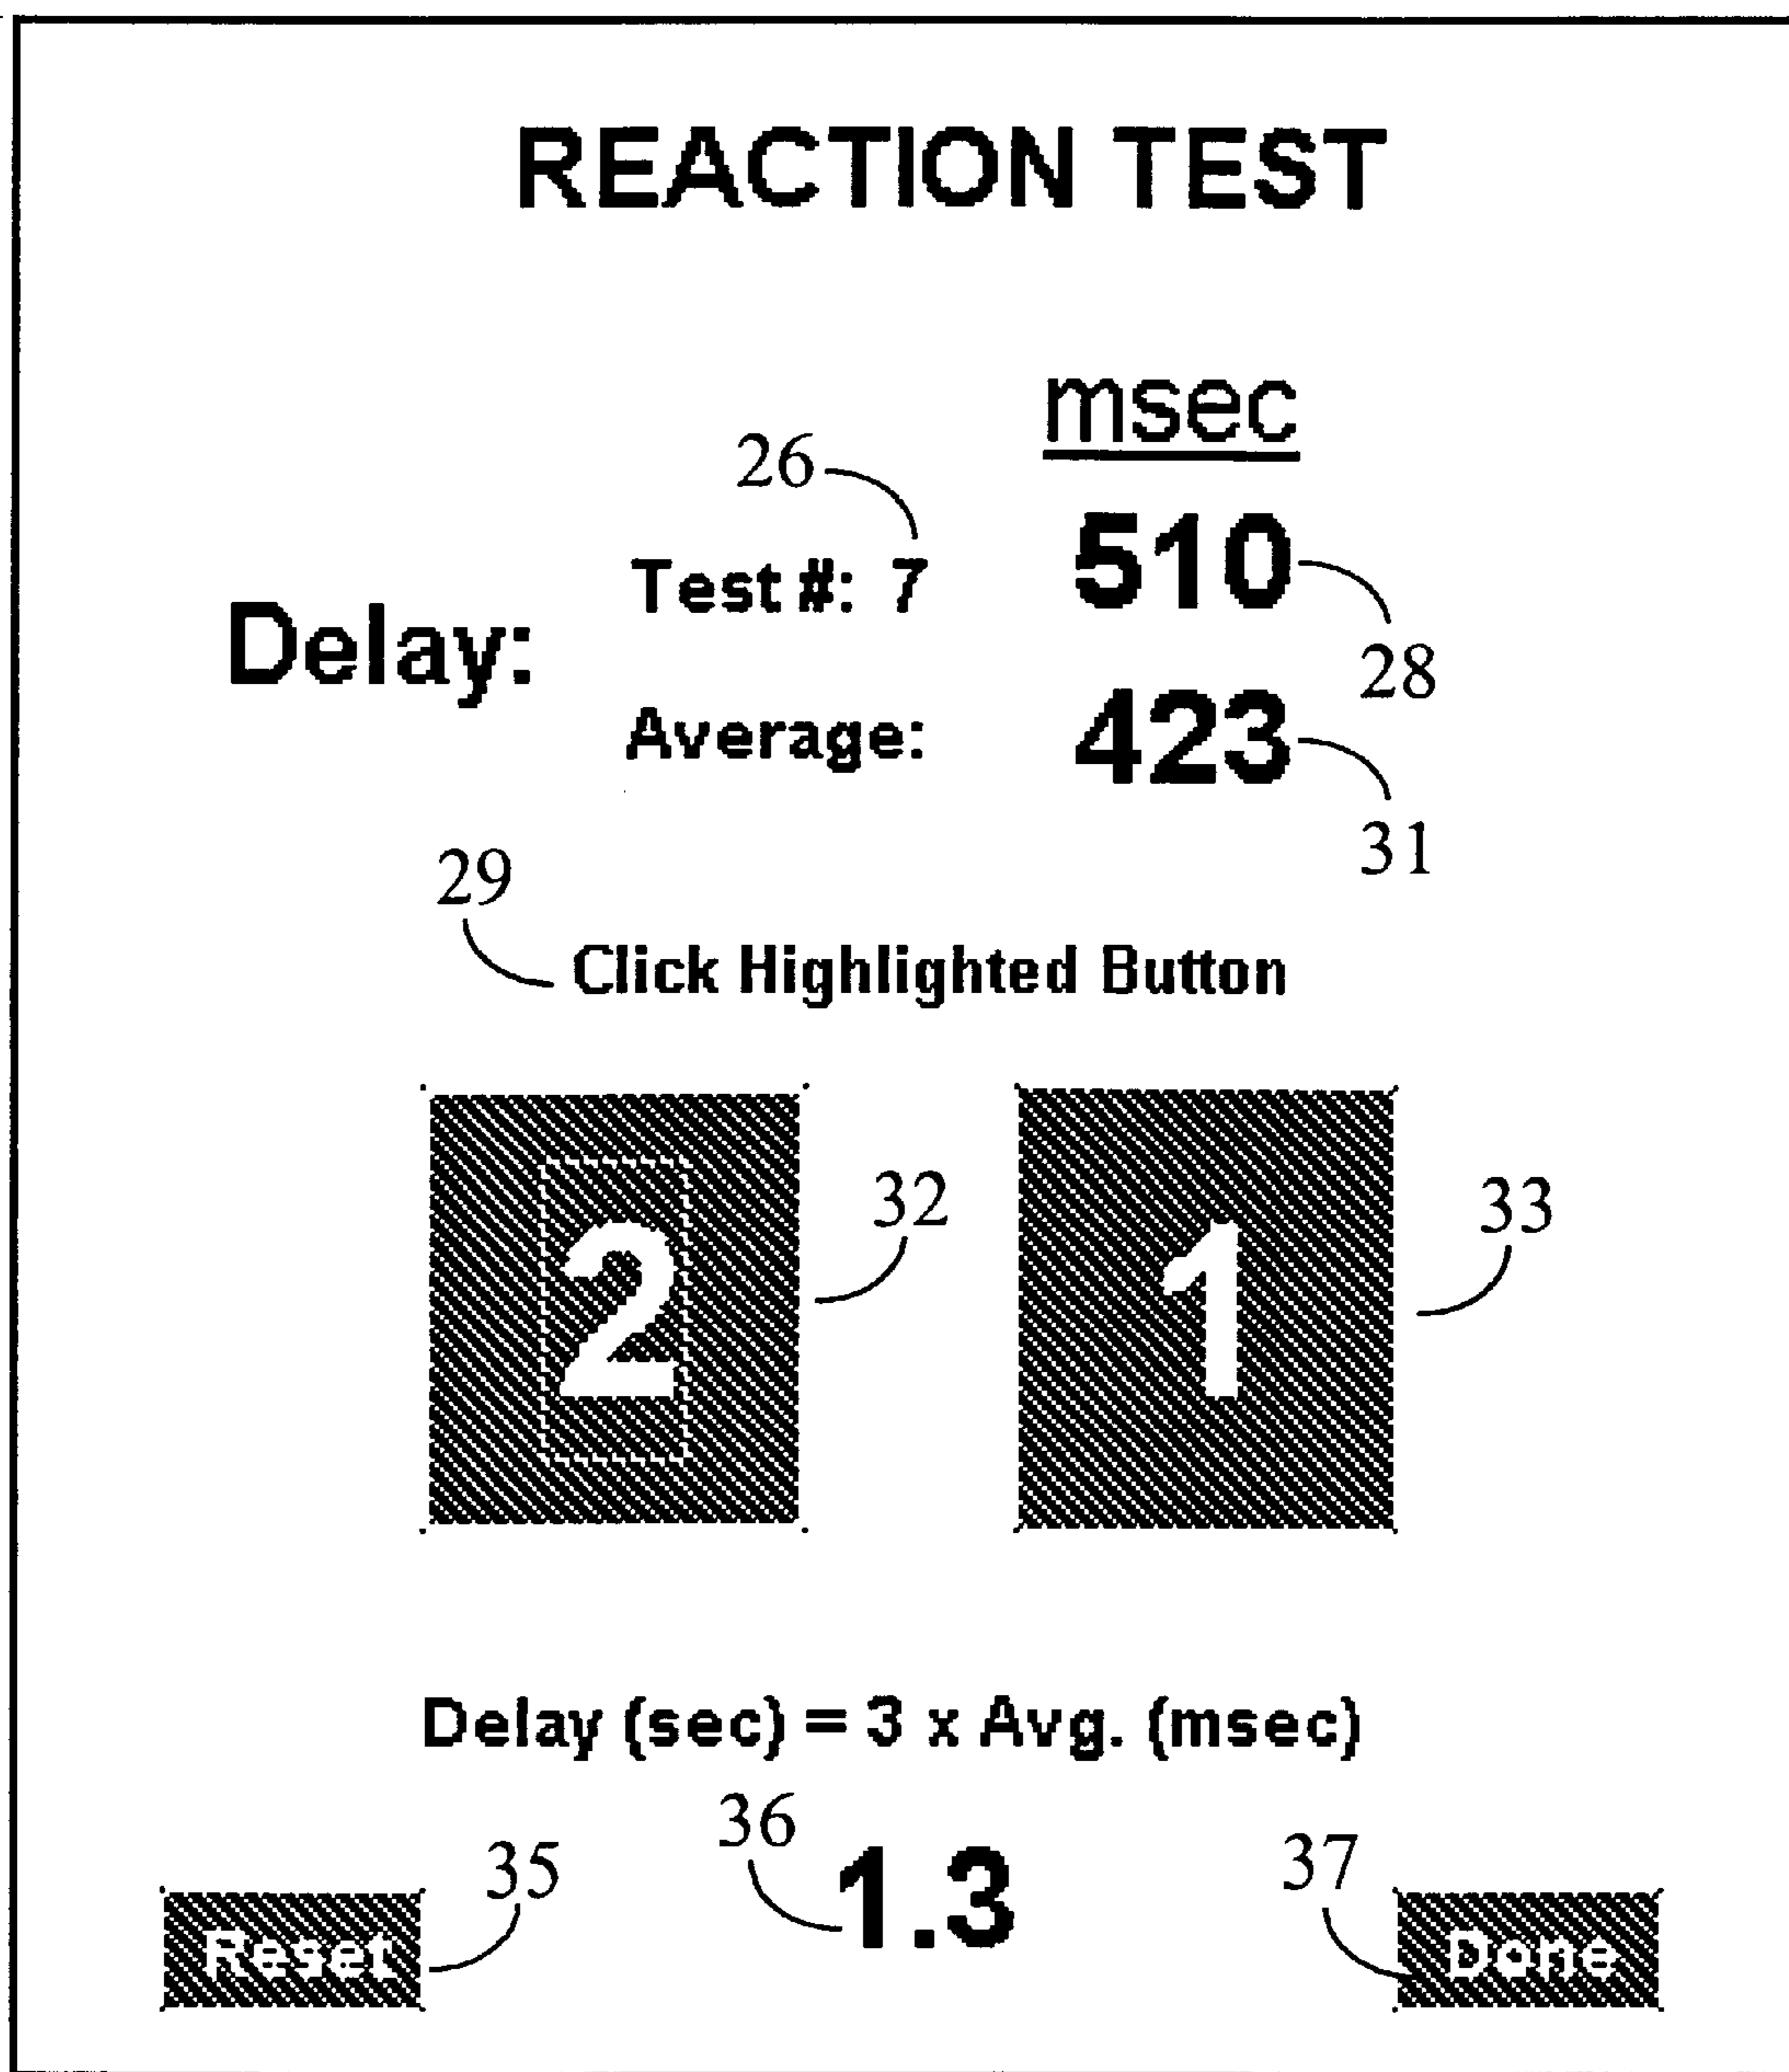 REACTION TEST
msec
26
Test #: 7 510
Delay:
28
Average: 423
31
29
Click Highlighted Button
2 32 1 33
Delay (sec) = 3 x Avg. (msec)
36 1.3
Reset 35 37 Done